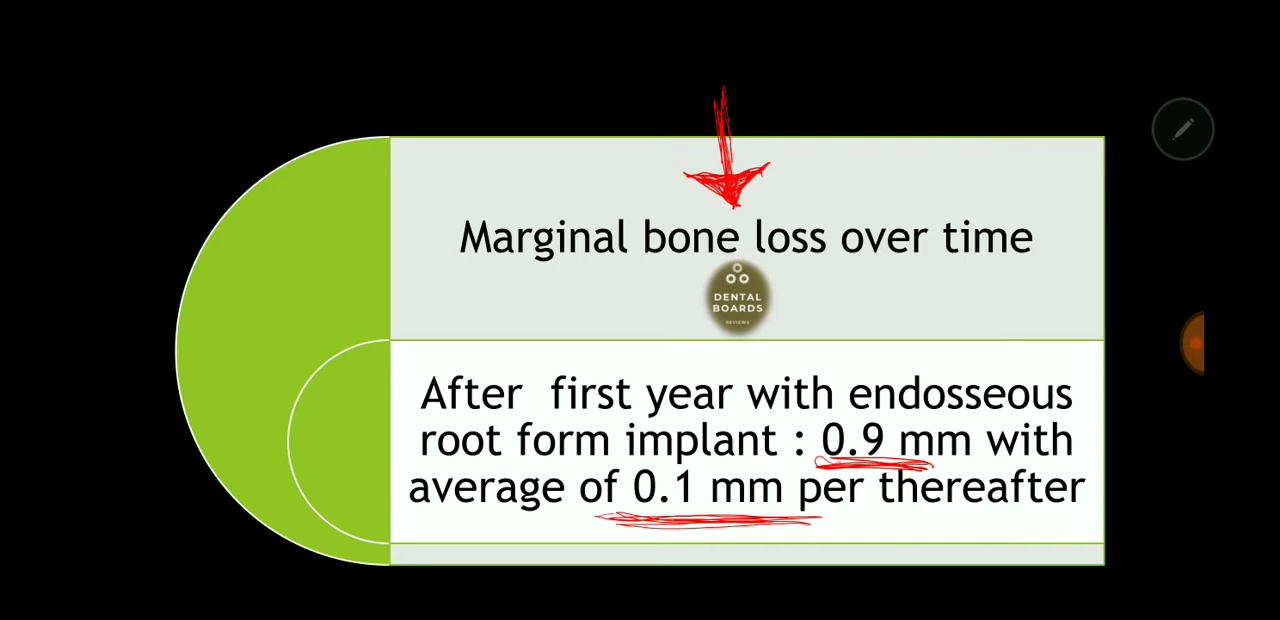 Marginal bone loss over time
DENTAL
BOARDS
REVIEWS
After first year with endosseous
root form implant : 0.9 mm with
average of 0.1 mm per thereafter